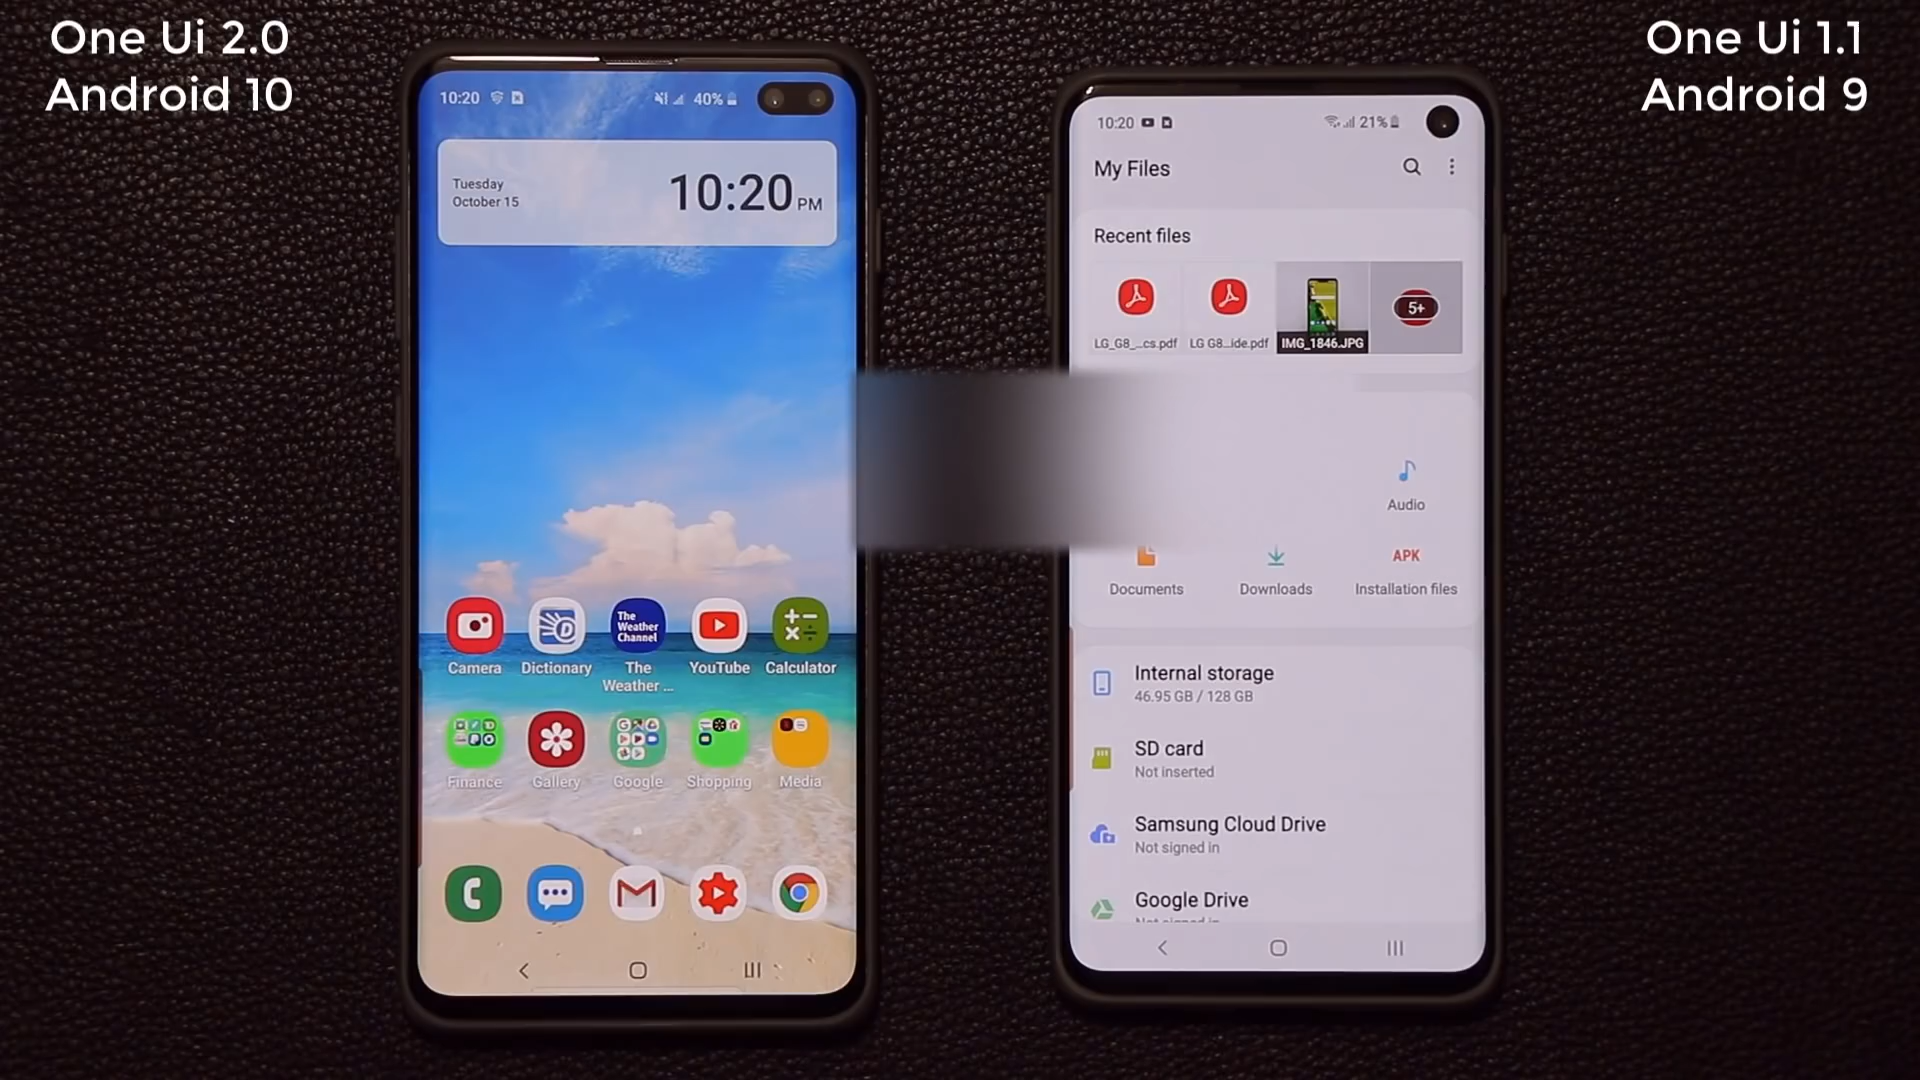 One Ui 2.0
Android 10
One Ui 1.1
Android 9
10:20
40%
Tuesday
October 15
10:20 PM
The
Weather
Channel
Camera
Dictionary
The
Weather ...
YouTube
Calculator
Finance
Gallery
Google
Shopping
Media
10:20
21%
My Files
Recent files
LG_G8_...cs.pdf
LG G8...ide.pdf
IMG_1846.JPG
5+
Audio
APK
Documents
Downloads
Installation files
Internal storage
46.95 GB / 128 GB
SD card
Not inserted
Samsung Cloud Drive
Not signed in
Google Drive
Not signed in